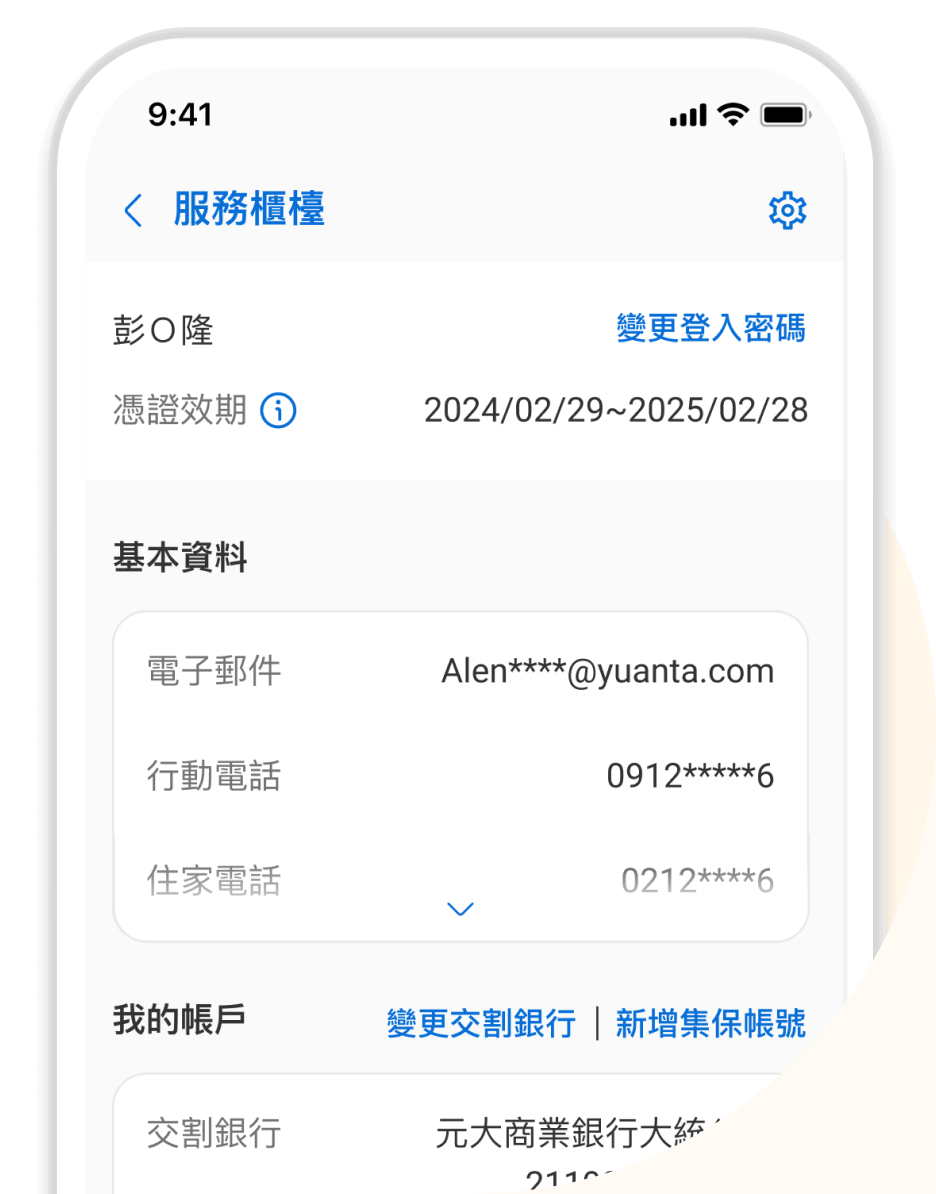 9:41
服務櫃檯
彭O隆 變更登入密碼
憑證效期 2024/02/29~2025/02/28
基本資料
電子郵件 Alen****@yuanta.com
行動電話 0912*****6
住家電話 0212****6
我的帳戶 變更交割銀行 | 新增集保帳號
交割銀行 元大商業銀行大統